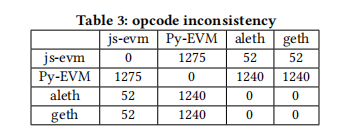 Table 3: opcode inconsistency
js-evm Py-EVM aleth geth
js-evm 0 1275 52 52
Py-EVM 1275 0 1240 1240
aleth 52 1240 0 0
geth 52 1240 0 0